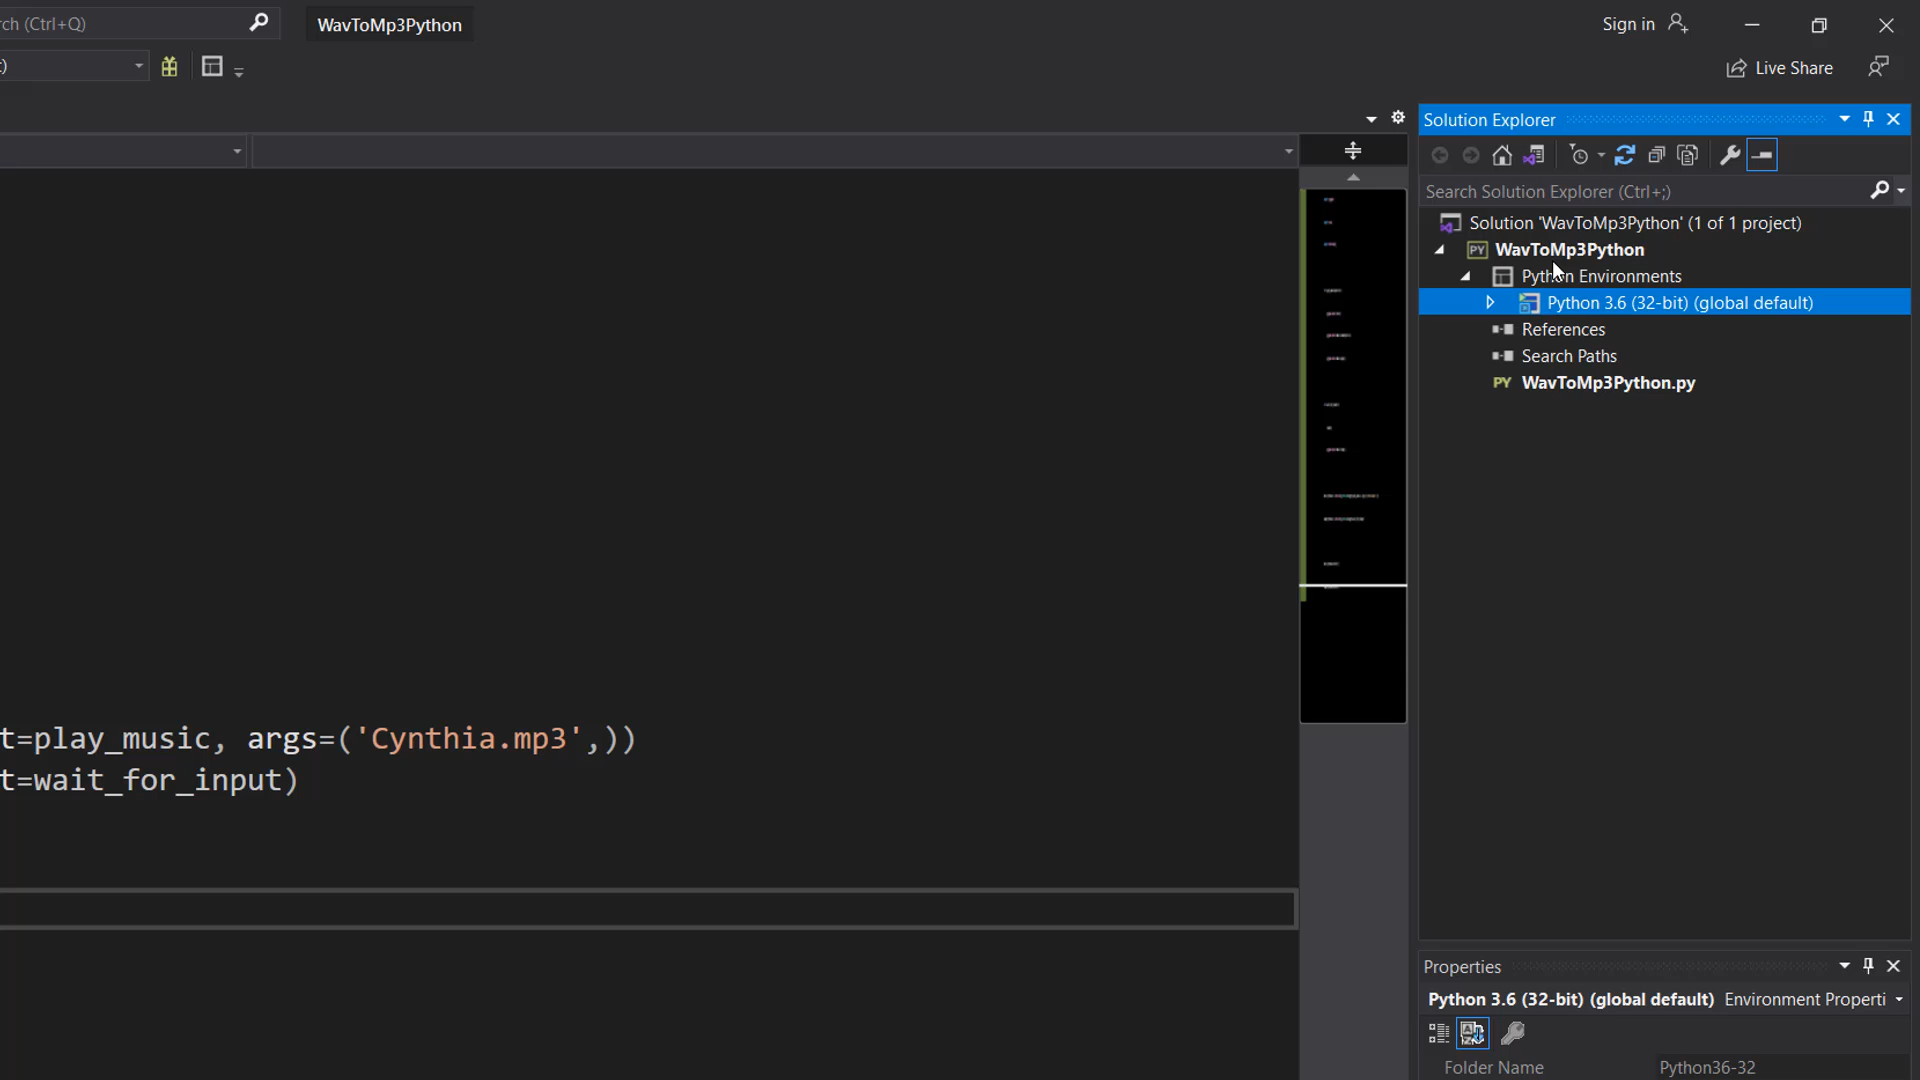 ch (Ctrl+Q)
WavToMp3Python
Sign in
Live Share
Solution Explorer
Search Solution Explorer (Ctrl+;)
Solution 'WavToMp3Python' (1 of 1 project)
PY WavToMp3Python
Python Environments
Python 3.6 (32-bit) (global default)
References
Search Paths
PY WavToMp3Python.py
t=play_music, args=('Cynthia.mp3',))
t=wait_for_input)
Properties
Python 3.6 (32-bit) (global default) Environment Properti
Folder Name Python36-32